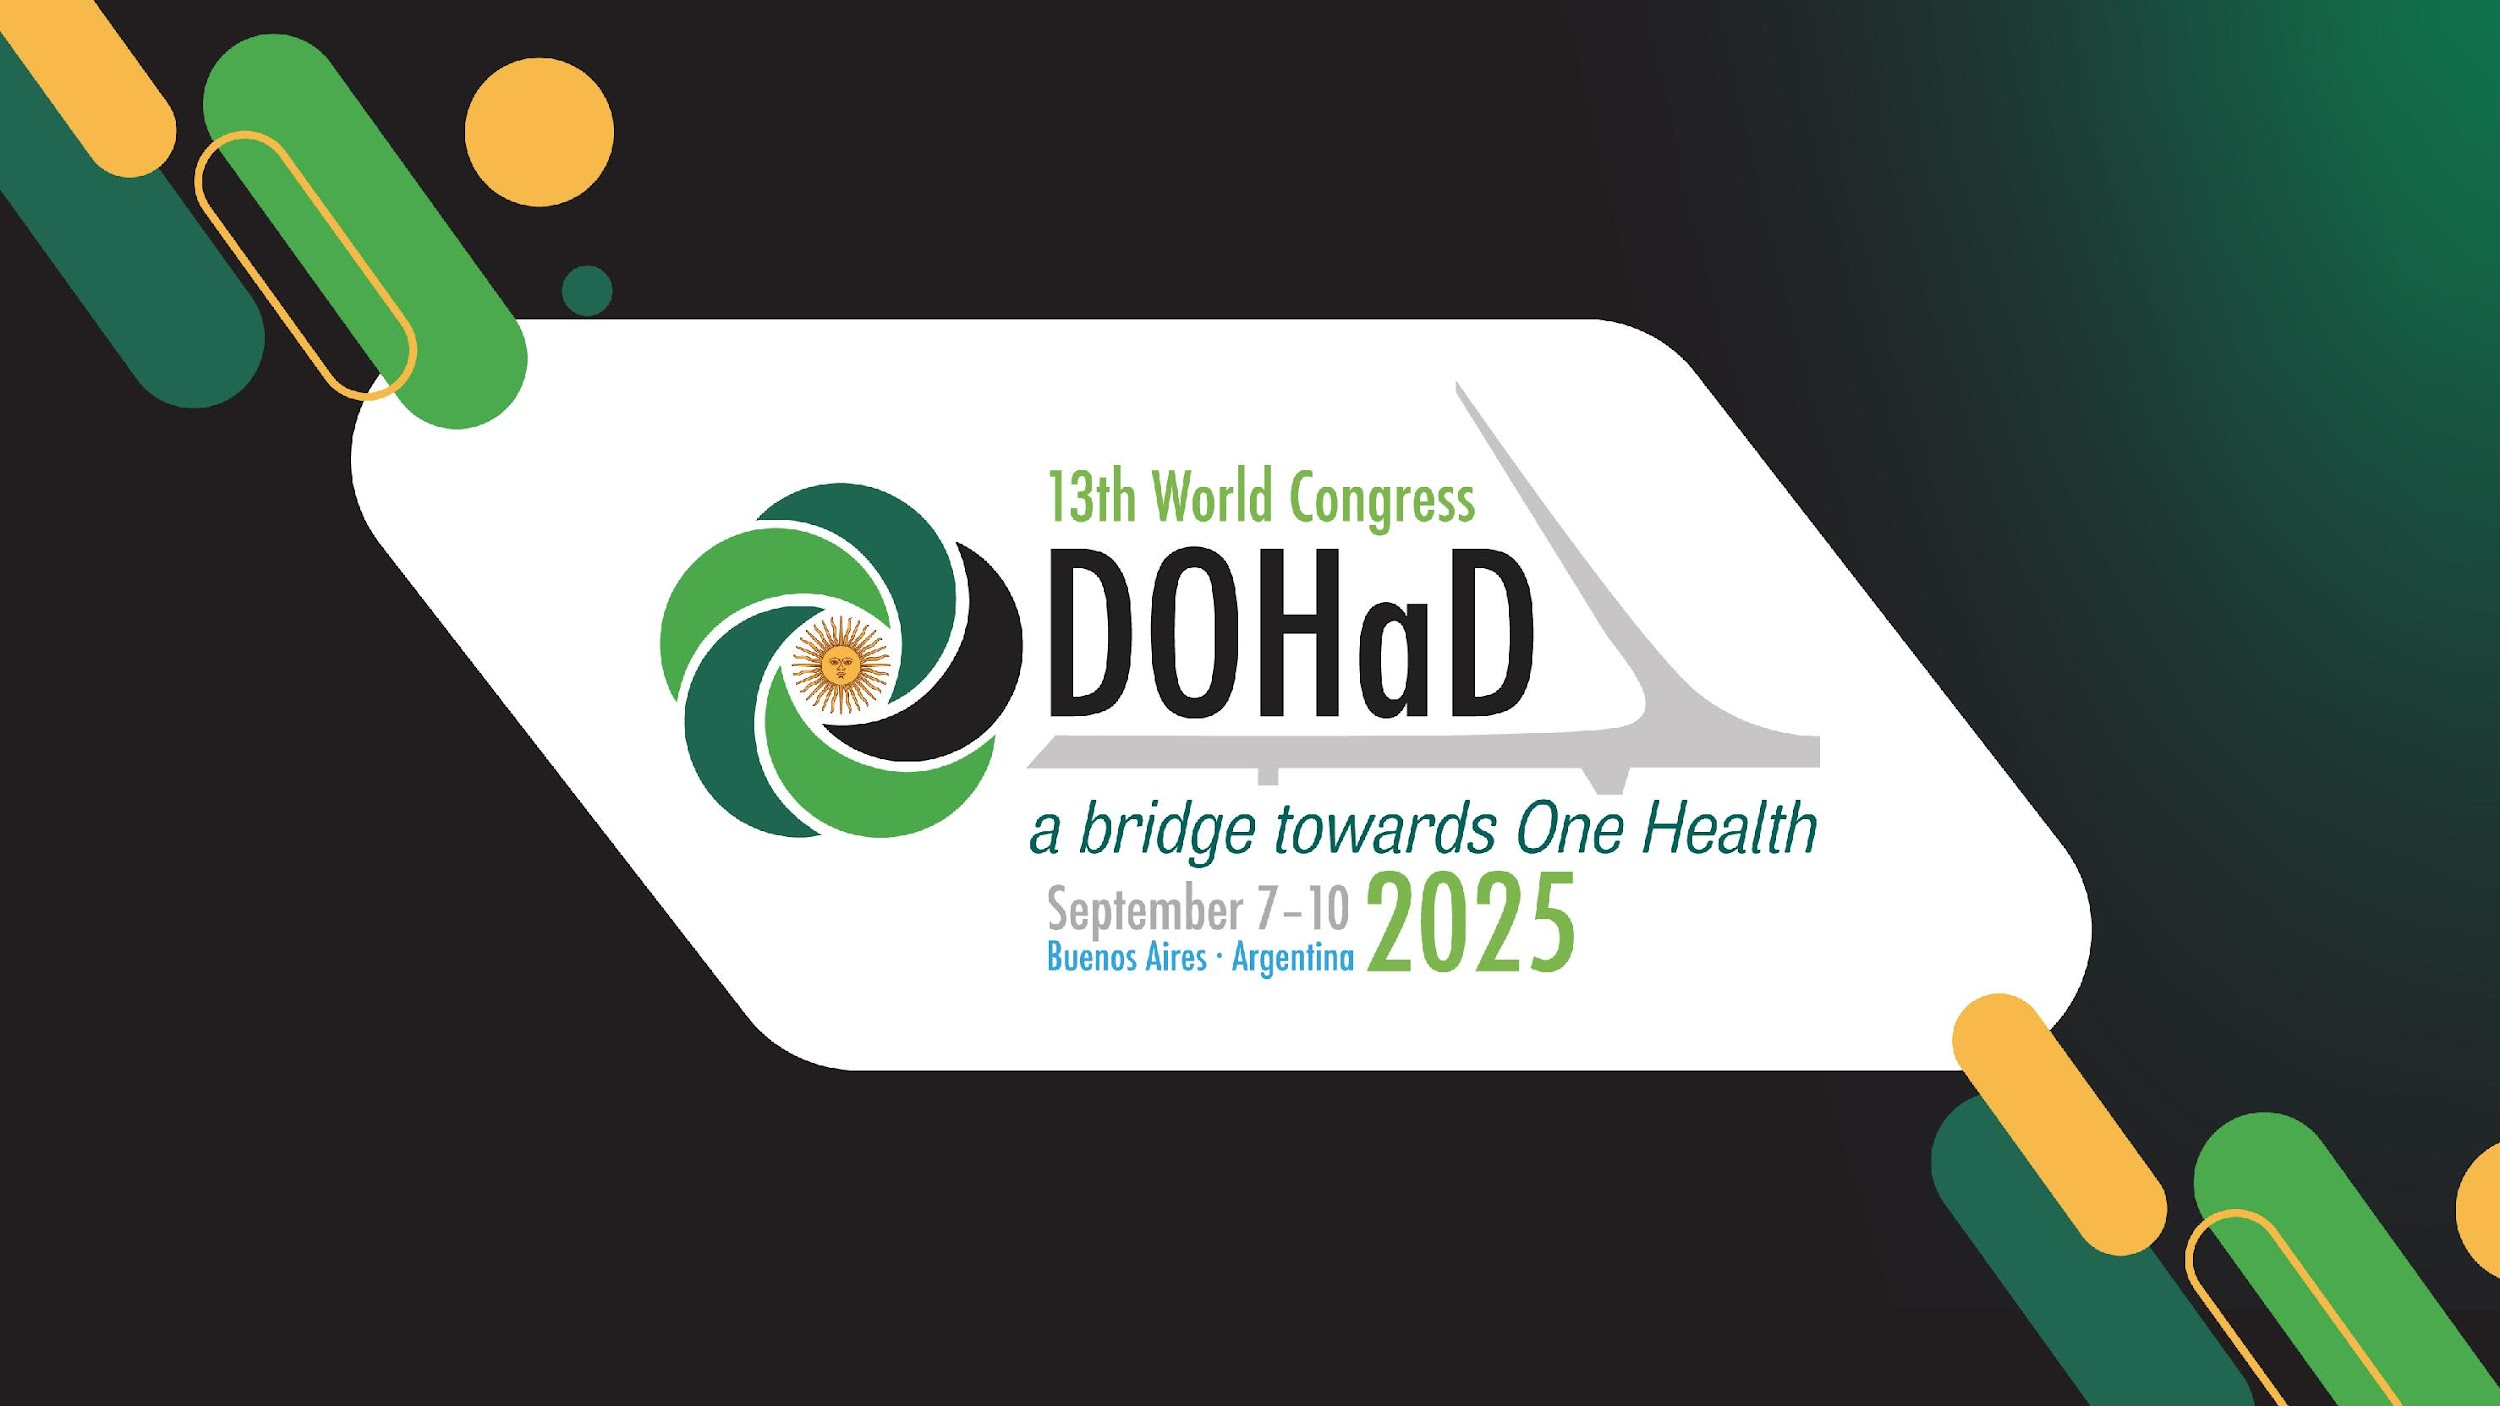 13th World Congress
DOHaD
a bridge towards One Health
September 7–10 2025
Buenos Aires · Argentina